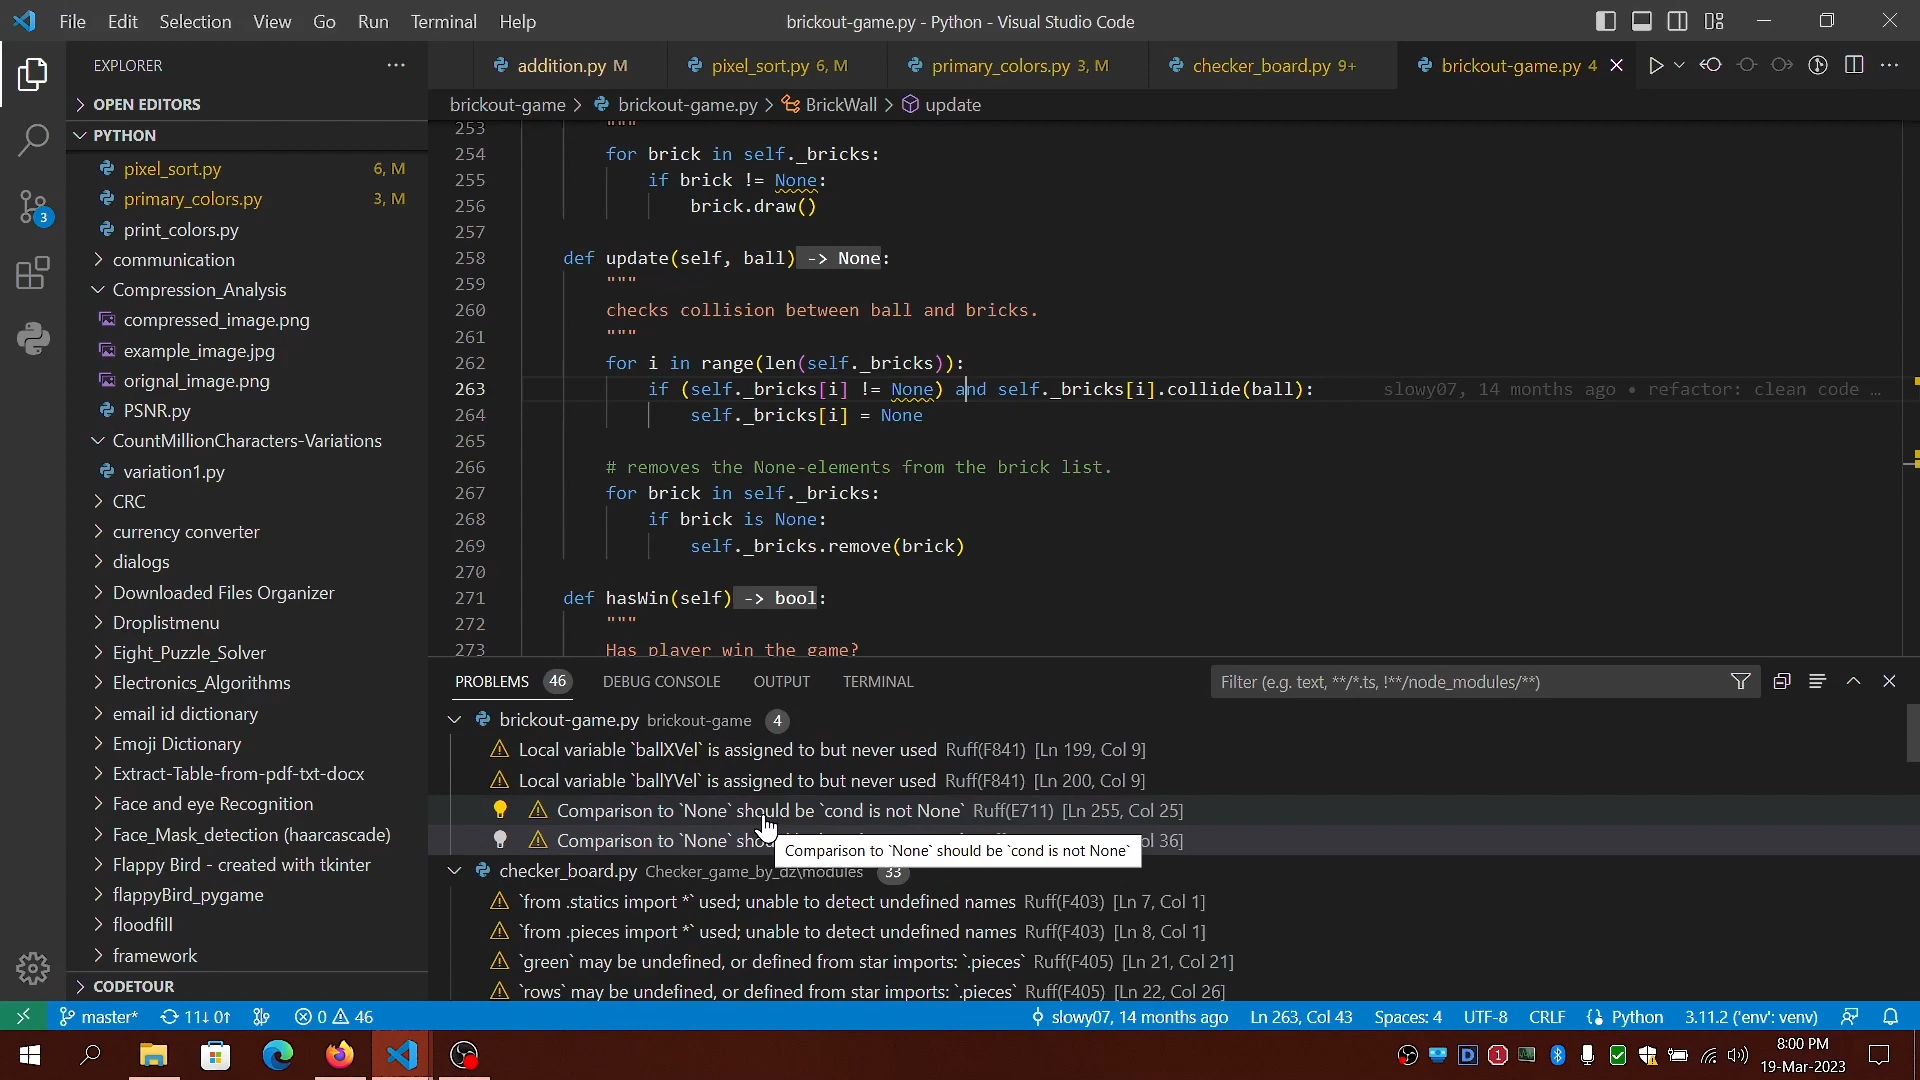 File Edit Selection View Go Run Terminal Help
brickout-game.py - Python - Visual Studio Code
EXPLORER
OPEN EDITORS
PYTHON
pixel_sort.py 6, M
primary_colors.py 3, M
print_colors.py
communication
Compression_Analysis
compressed_image.png
example_image.jpg
orignal_image.png
PSNR.py
CountMillionCharacters-Variations
variation1.py
CRC
currency converter
dialogs
Downloaded Files Organizer
Droplistmenu
Eight_Puzzle_Solver
Electronics_Algorithms
email id dictionary
Emoji Dictionary
Extract-Table-from-pdf-txt-docx
Face and eye Recognition
Face_Mask_detection (haarcascade)
Flappy Bird - created with tkinter
flappyBird_pygame
floodfill
framework
CODETOUR
3
addition.py M
pixel_sort.py 6, M
primary_colors.py 3, M
checker_board.py 9+
brickout-game.py 4
brickout-game > brickout-game.py > BrickWall > update
253 """
254 for brick in self._bricks:
255 if brick != None:
256 brick.draw()
257
258 def update(self, ball) -> None:
259 """
260 checks collision between ball and bricks.
261 """
262 for i in range(len(self._bricks)):
263 if (self._bricks[i] != None) and self._bricks[i].collide(ball): slowy07, 14 months ago • refactor: clean code …
264 self._bricks[i] = None
265
266 # removes the None-elements from the brick list.
267 for brick in self._bricks:
268 if brick is None:
269 self._bricks.remove(brick)
270
271 def hasWin(self) -> bool:
272 """
273 Has player win the game?
PROBLEMS 46 DEBUG CONSOLE OUTPUT TERMINAL
Filter (e.g. text, **/*.ts, !**/node_modules/**)
brickout-game.py brickout-game 4
Local variable `ballXVel` is assigned to but never used Ruff(F841) [Ln 199, Col 9]
Local variable `ballYVel` is assigned to but never used Ruff(F841) [Ln 200, Col 9]
Comparison to `None` should be `cond is not None` Ruff(E711) [Ln 255, Col 25]
Comparison to `None` shou ol 36]
Comparison to `None` should be `cond is not None`
checker_board.py Checker_game_by_dz\modules 33
`from .statics import *` used; unable to detect undefined names Ruff(F403) [Ln 7, Col 1]
`from .pieces import *` used; unable to detect undefined names Ruff(F403) [Ln 8, Col 1]
`green` may be undefined, or defined from star imports: `.pieces` Ruff(F405) [Ln 21, Col 21]
`rows` may be undefined, or defined from star imports: `.pieces` Ruff(F405) [Ln 22, Col 26]
master* 11↓ 0↑ 0 46
slowy07, 14 months ago Ln 263, Col 43 Spaces: 4 UTF-8 CRLF Python 3.11.2 ('env': venv)
8:00 PM
19-Mar-2023